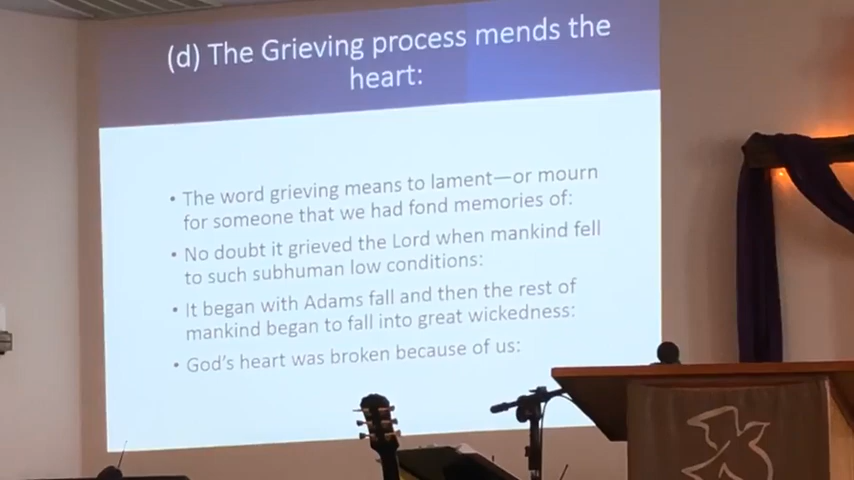 (d) The Grieving process mends the
heart:
• The word grieving means to lament—or mourn
for someone that we had fond memories of:
• No doubt it grieved the Lord when mankind fell
to such subhuman low conditions:
• It began with Adams fall and then the rest of
mankind began to fall into great wickedness:
• God's heart was broken because of us: